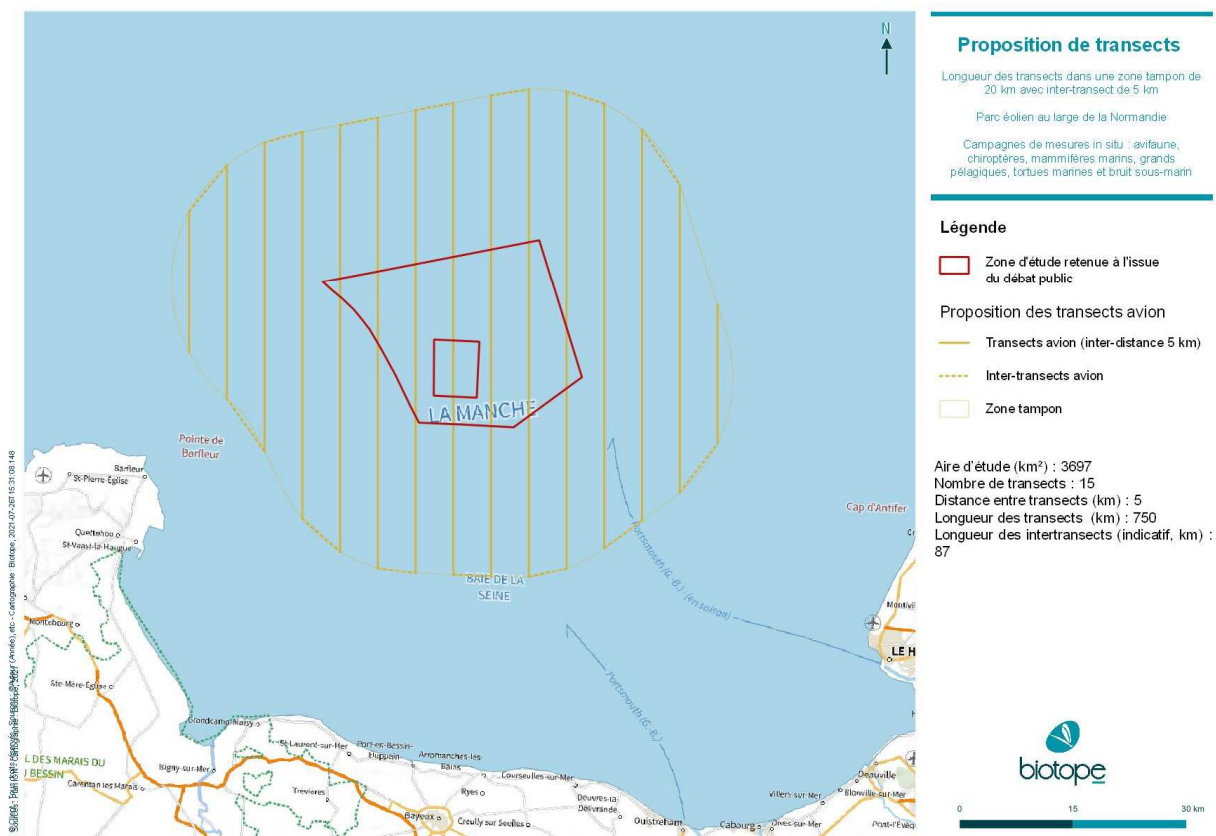 N
Pointe de
Barfleur
Barfleur
St-Pierre-Église
Quettehou
St-Vaast-la-Hougue
Montebourg
Ste-Mère-Église
Grandcamp-Maisy
St-Laurent-sur-Mer
Port-en-Bessin-
Huppain
Arromanches-les-
Bains
Courseulles-sur-Mer
Isigny-sur-Mer
L DES MARAIS DU
BESSIN
Carentan les Marais
Trévières
Ryes
Douvres-la-
Délivrande
Bayeux
Creully sur Seulles
Ouistreham
Cabourg
Dives-sur-Mer
Villers-sur-Mer
Blonville-sur-Mer
Deauville
Pont-l'Évêq
LA MANCHE
BAIE DE LA
SEINE
Portsmouth (G.-B.) (en saison)
Portsmouth (G.-B.)
Cap d'Antifer
Montivil
LE H
Proposition de transects
Longueur des transects dans une zone tampon de
20 km avec inter-transect de 5 km
Parc éolien au large de la Normandie
Campagnes de mesures in situ : avifaune,
chiroptères, mammifères marins, grands
pélagiques, tortues marines et bruit sous-marin
Légende
Zone d'étude retenue à l'issue
du débat public
Proposition des transects avion
Transects avion (inter-distance 5 km)
Inter-transects avion
Zone tampon
Aire d'étude (km²) : 3697
Nombre de transects : 15
Distance entre transects (km) : 5
Longueur des transects (km) : 750
Longueur des intertransects (indicatif, km) :
87
biotope
0 15 30 km